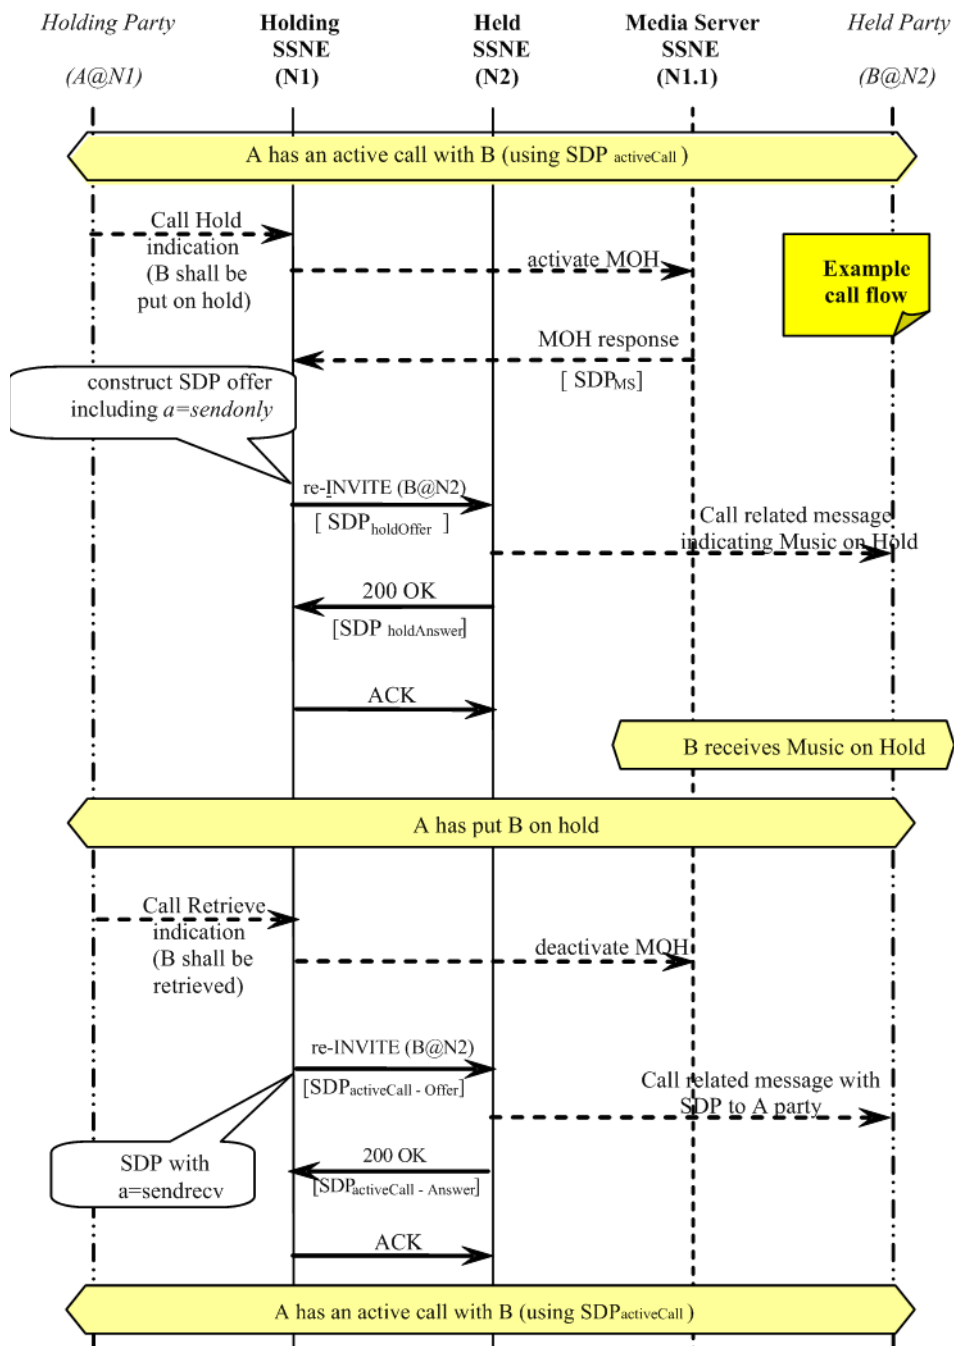 Holding Party
Holding
Held
Media Server
Held Party
SSNE
SSNE
SSNE
(A@N1)
(N1)
(N2)
(N1.1)
(B@N2)
A has an active call with B (using SDP activeCall )
Call Hold
indication
(B shall be
put on hold)
activate MOH
Example
call flow
MOH response
[ SDPMS]
construct SDP offer
including a=sendonly
re-INVITE (B@N2)
[ SDPholdOffer ]
Call related message
indicating Music on Hold
200 OK
[SDP holdAnswer]
ACK
B receives Music on Hold
A has put B on hold
Call Retrieve
indication
(B shall be
retrieved)
deactivate MOH
re-INVITE (B@N2)
[SDPactiveCall - Offer]
Call related message with
SDP to A party
SDP with
a=sendrecv
200 OK
[SDPactiveCall - Answer]
ACK
A has an active call with B (using SDPactiveCall )